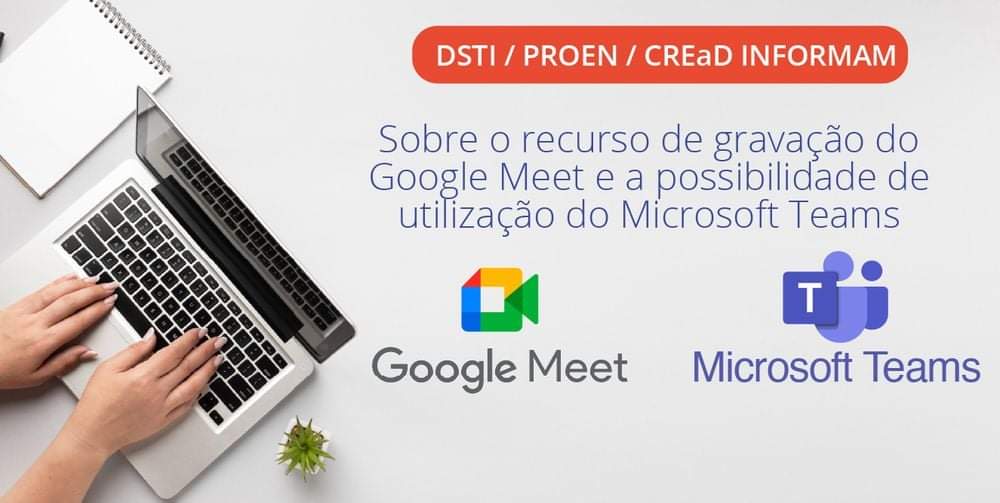 DSTI / PROEN / CREaD INFORMAM
Sobre o recurso de gravação do
Google Meet e a possibilidade de
utilização do Microsoft Teams
T
Google Meet
Microsoft Teams